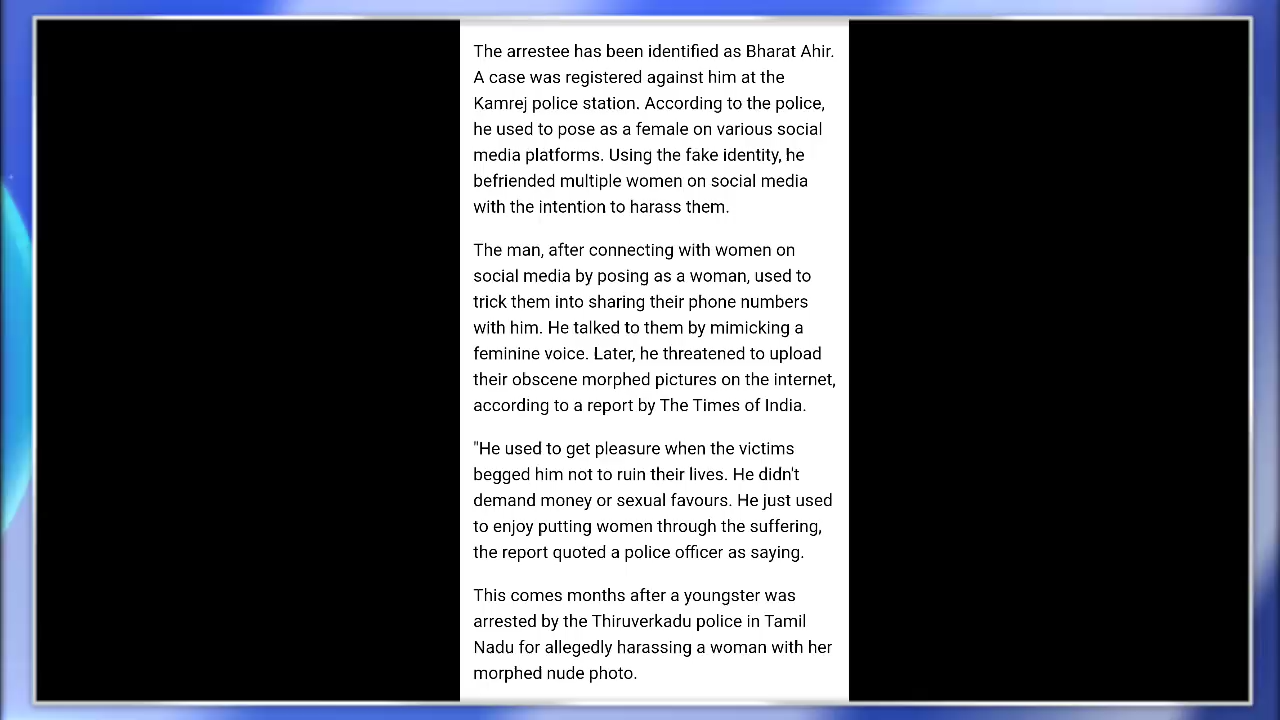 The arrestee has been identified as Bharat Ahir.
A case was registered against him at the
Kamrej police station. According to the police,
he used to pose as a female on various social
media platforms. Using the fake identity, he
befriended multiple women on social media
with the intention to harass them.
The man, after connecting with women on
social media by posing as a woman, used to
trick them into sharing their phone numbers
with him. He talked to them by mimicking a
feminine voice. Later, he threatened to upload
their obscene morphed pictures on the internet,
according to a report by The Times of India.
"He used to get pleasure when the victims
begged him not to ruin their lives. He didn't
demand money or sexual favours. He just used
to enjoy putting women through the suffering,
the report quoted a police officer as saying.
This comes months after a youngster was
arrested by the Thiruverkadu police in Tamil
Nadu for allegedly harassing a woman with her
morphed nude photo.